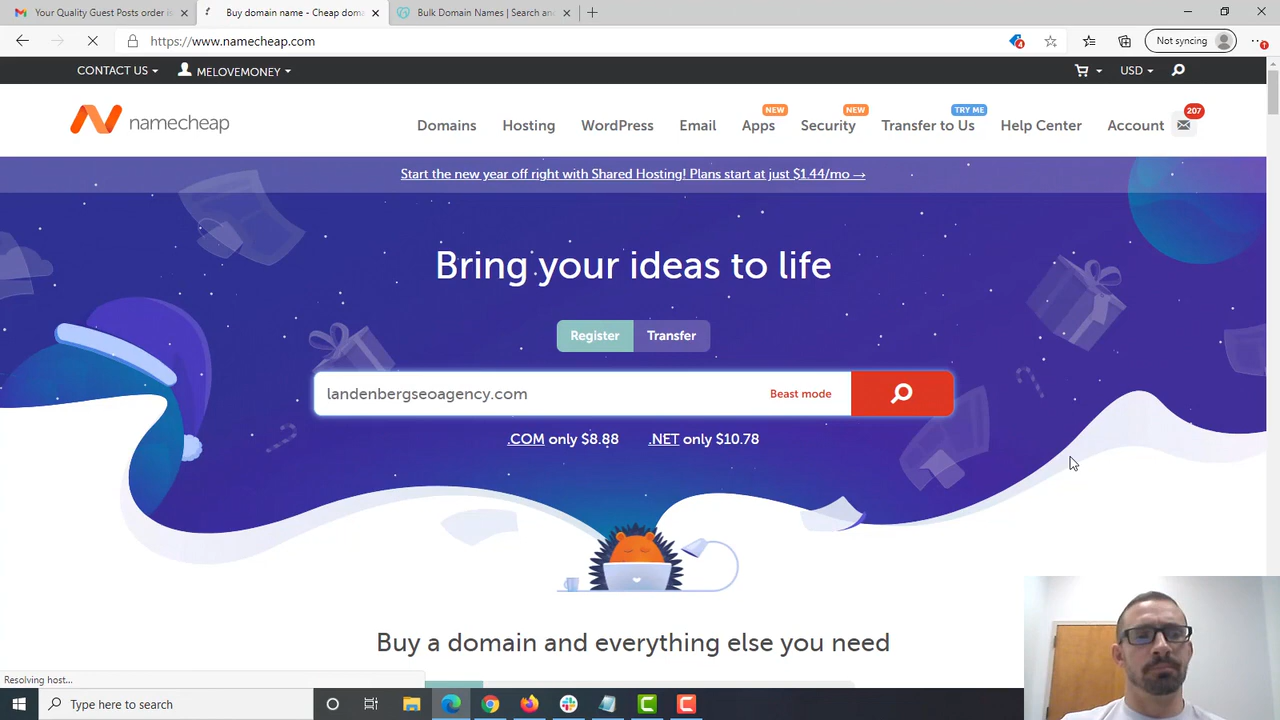 Your Quality Guest Posts order is
Buy domain name - Cheap doma
Bulk Domain Names | Search and
https://www.namecheap.com
4
Not syncing
1
CONTACT US
MELOVEMONEY
USD
namecheap
Domains
Hosting
WordPress
Email
NEW
Apps
NEW
Security
TRY ME
Transfer to Us
Help Center
Account
207
Start the new year off right with Shared Hosting! Plans start at just $1.44/mo →
Bring your ideas to life
Register
Transfer
landenbergseoagency.com
Beast mode
.COM only $8.88
.NET only $10.78
Buy a domain and everything else you need
Resolving host...
Type here to search